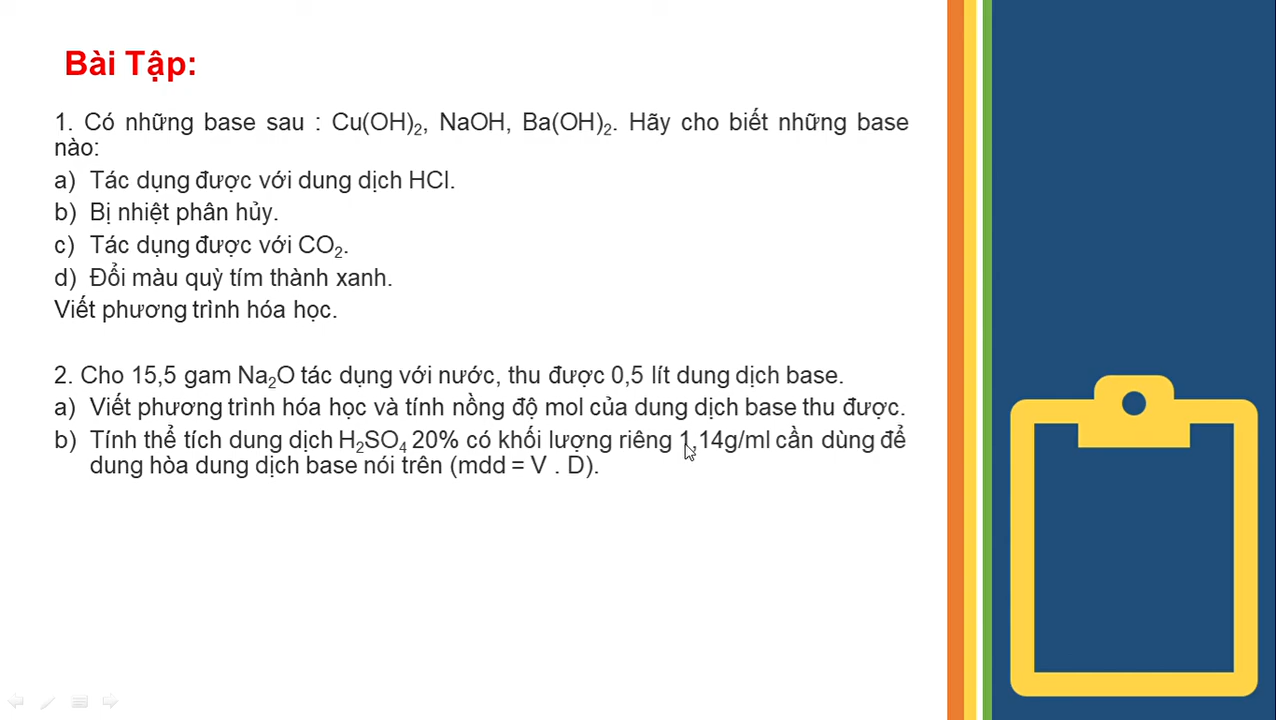 Bài Tập:
1. Có những base sau : Cu(OH)₂, NaOH, Ba(OH)₂. Hãy cho biết những base
nào:
a) Tác dụng được với dung dịch HCl.
b) Bị nhiệt phân hủy.
c) Tác dụng được với CO₂.
d) Đổi màu quỳ tím thành xanh.
Viết phương trình hóa học.
2. Cho 15,5 gam Na₂O tác dụng với nước, thu được 0,5 lít dung dịch base.
a) Viết phương trình hóa học và tính nồng độ mol của dung dịch base thu được.
b) Tính thể tích dung dịch H₂SO₄ 20% có khối lượng riêng 1,14g/ml cần dùng để
dung hòa dung dịch base nói trên (mdd = V . D).